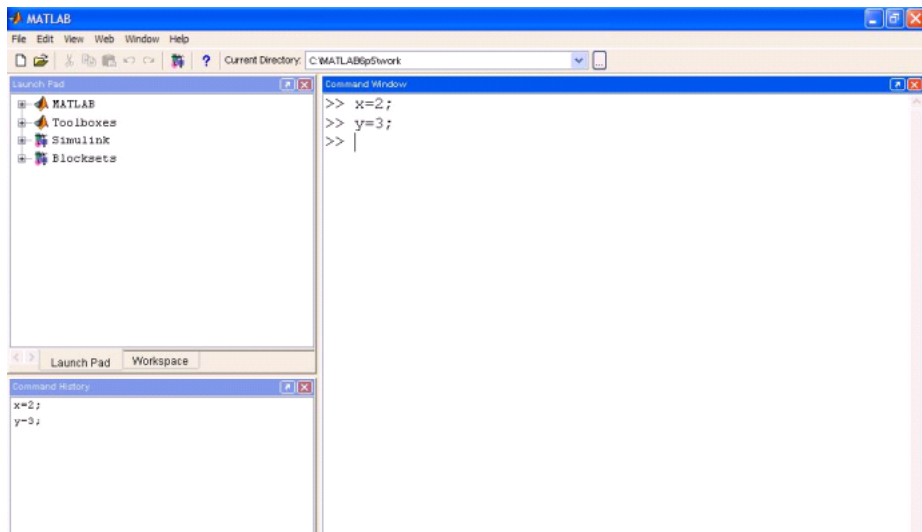 MATLAB
File Edit View Web Window Help
? Current Directory: C:\MATLAB6p5\work ...
Launch Pad
MATLAB
Toolboxes
Simulink
Blocksets
Launch Pad Workspace
Command History
x=2;
y=3;
Command Window
>> x=2;
>> y=3;
>>